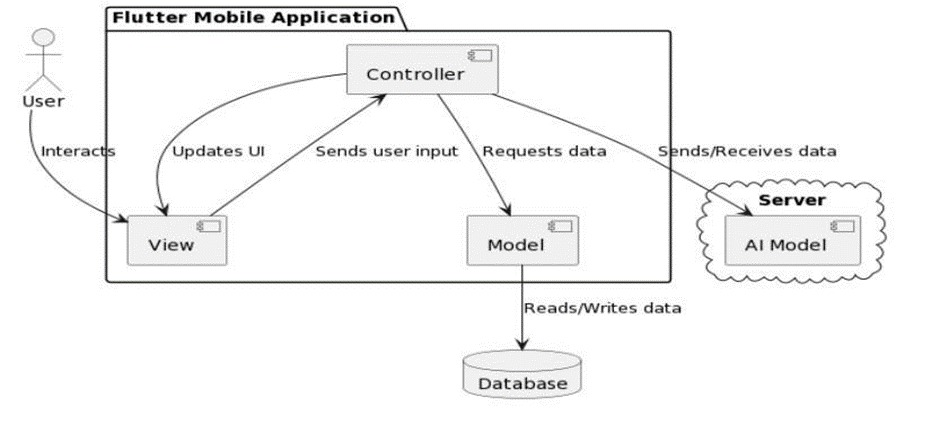 Flutter Mobile Application
Controller
User
Interacts
Updates UI
Sends user input
Requests data
Sends/Receives data
Server
View
Model
AI Model
Reads/Writes data
Database